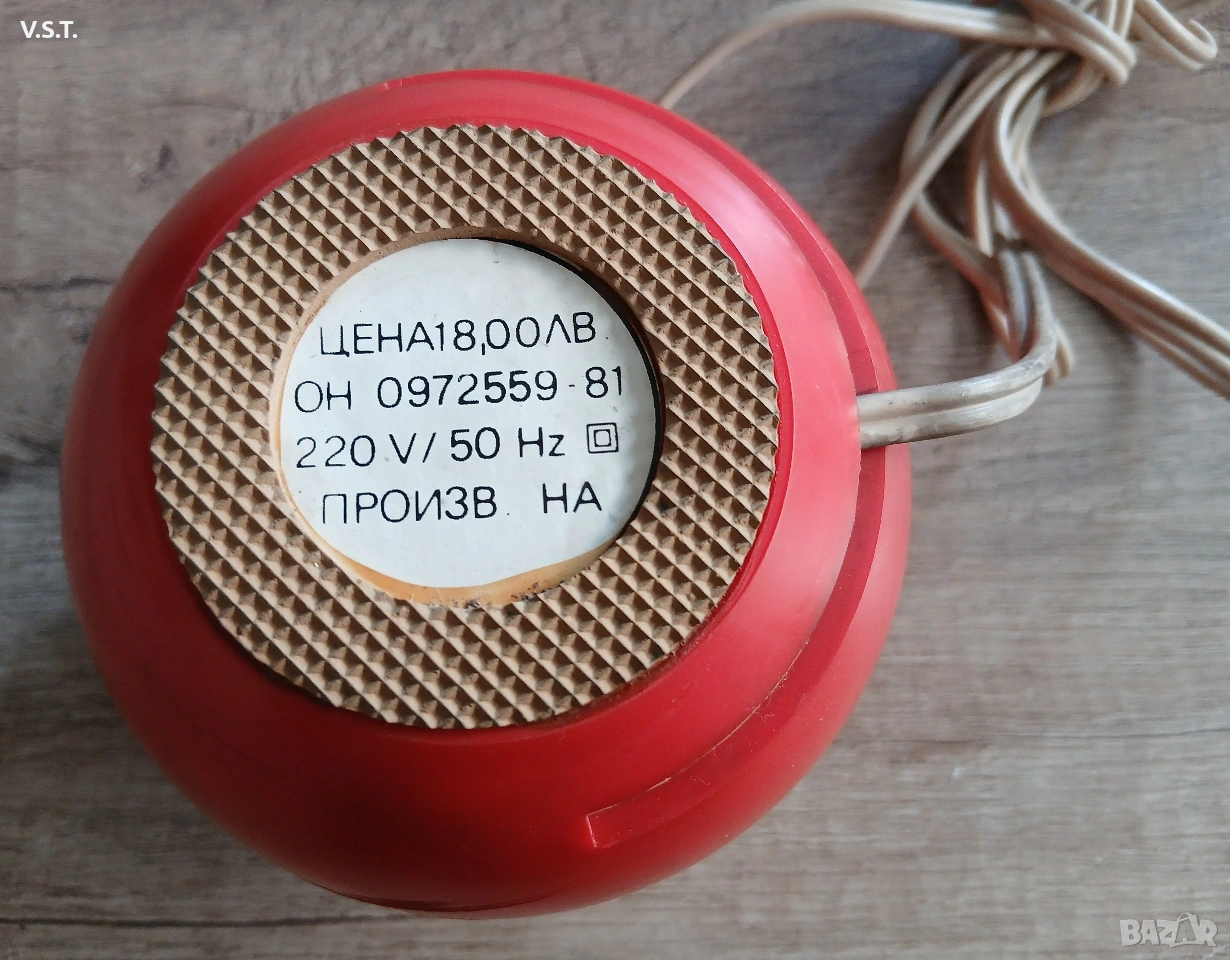 V.S.T.
ЦЕНА18,00ЛВ.
ОН 0972559-81
220 V/ 50 Hz
ПРОИЗВ. НА
BAZAR